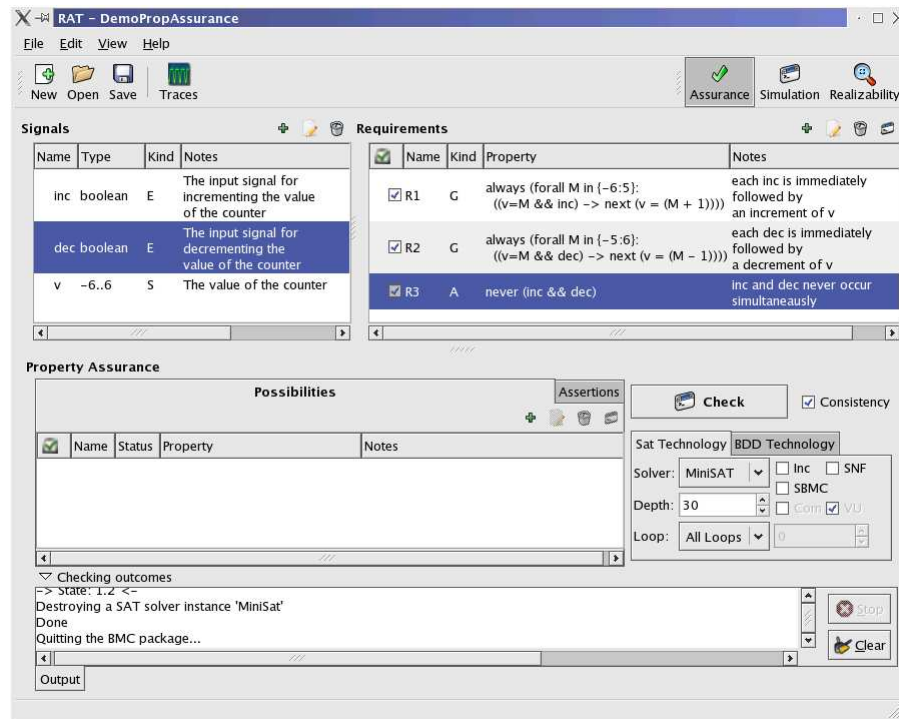 RAT – DemoPropAssurance
File Edit View Help
New Open Save Traces
Assurance Simulation Realizability
Signals
Name Type Kind Notes
inc boolean E The input signal for
incrementing the value
of the counter
dec boolean E The input signal for
decrementing the
value of the counter
v –6..6 S The value of the counter
Requirements
Name Kind Property Notes
R1 G always (forall M in {–6:5}:
((v=M && inc) –> next (v = (M + 1))))
each inc is immediately
followed by
an increment of v
R2 G always (forall M in {–5:6}:
((v=M && dec) –> next (v = (M – 1))))
each dec is immediately
followed by
a decrement of v
R3 A never (inc && dec)
inc and dec never occur
simultaneausly
Property Assurance
Possibilities Assertions
Name Status Property Notes
Check Consistency
Sat Technology BDD Technology
Solver: MiniSAT Inc SNF
SBMC
Depth: 30 Com VU
Loop: All Loops 0
Checking outcomes
–> State: 1.2 <–
Destroying a SAT solver instance 'MiniSat'
Done
Quitting the BMC package...
Stop
Clear
Output